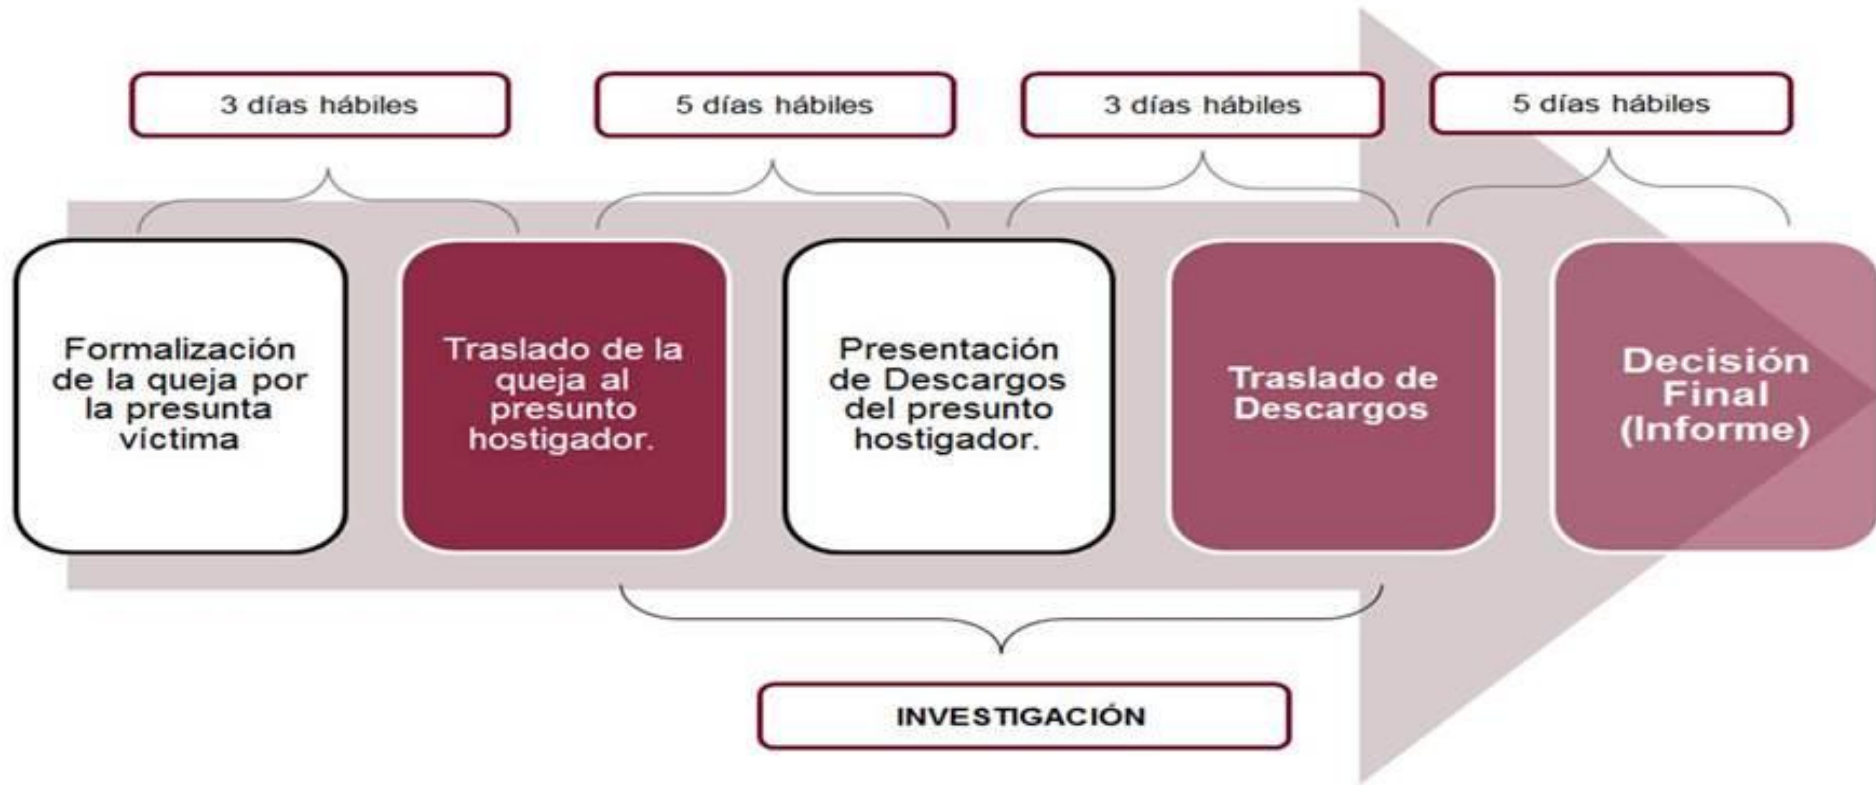 3 días hábiles
5 días hábiles
3 días hábiles
5 días hábiles
Formalización
de la queja por
la presunta
víctima
Traslado de la
queja al
presunto
hostigador.
Presentación
de Descargos
del presunto
hostigador.
Traslado de
Descargos
Decisión
Final
(Informe)
INVESTIGACIÓN